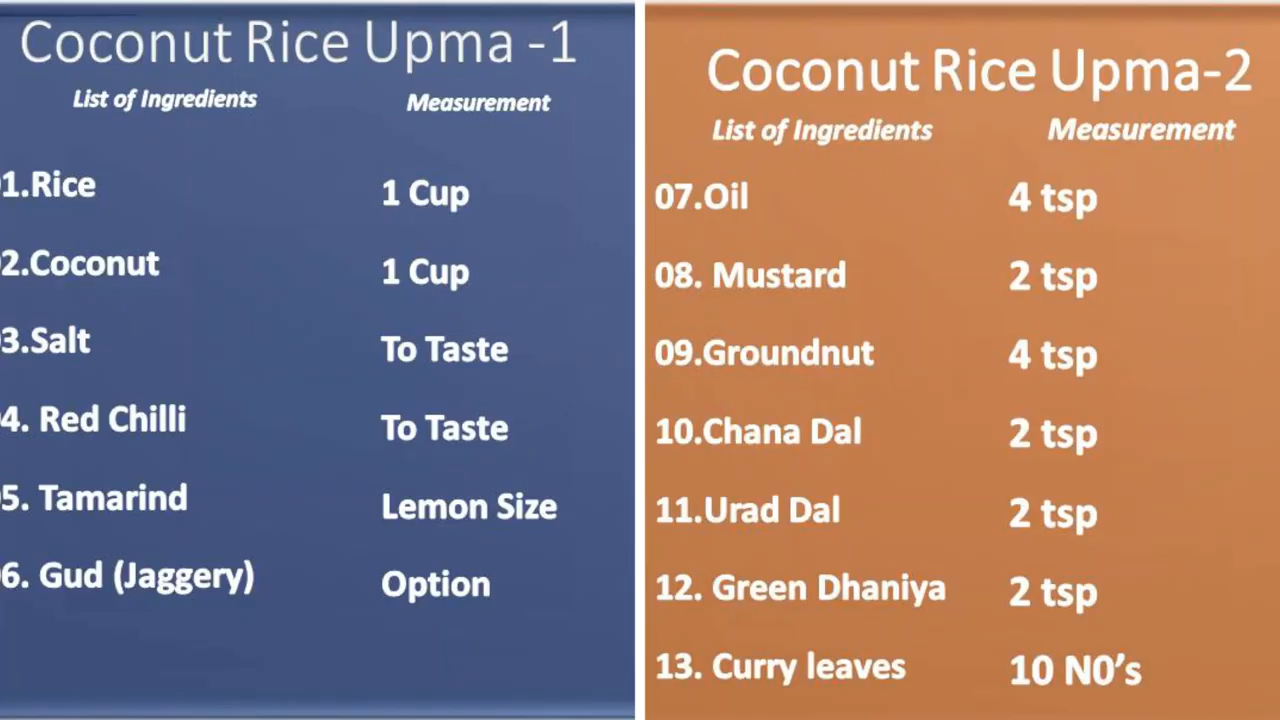 Coconut Rice Upma -1
List of Ingredients Measurement
1.Rice 1 Cup
2.Coconut 1 Cup
3.Salt To Taste
4. Red Chilli To Taste
5. Tamarind Lemon Size
6. Gud (Jaggery) Option
Coconut Rice Upma-2
List of Ingredients Measurement
07.Oil 4 tsp
08. Mustard 2 tsp
09.Groundnut 4 tsp
10.Chana Dal 2 tsp
11.Urad Dal 2 tsp
12. Green Dhaniya 2 tsp
13. Curry leaves 10 N0’s